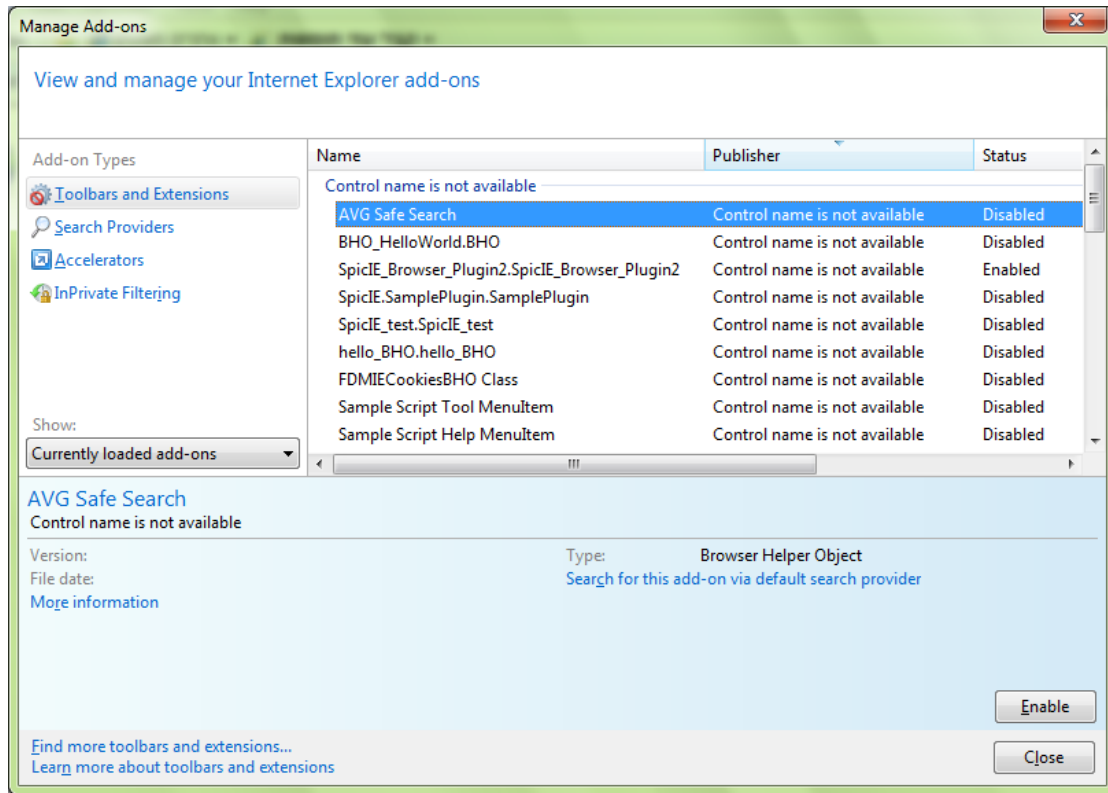 Manage Add-ons
View and manage your Internet Explorer add-ons
Add-on Types
Toolbars and Extensions
Search Providers
Accelerators
InPrivate Filtering
Show:
Currently loaded add-ons
Name Publisher Status
Control name is not available
AVG Safe Search Control name is not available Disabled
BHO_HelloWorld.BHO Control name is not available Disabled
SpicIE_Browser_Plugin2.SpicIE_Browser_Plugin2 Control name is not available Enabled
SpicIE.SamplePlugin.SamplePlugin Control name is not available Disabled
SpicIE_test.SpicIE_test Control name is not available Disabled
hello_BHO.hello_BHO Control name is not available Disabled
FDMIECookiesBHO Class Control name is not available Disabled
Sample Script Tool MenuItem Control name is not available Disabled
Sample Script Help MenuItem Control name is not available Disabled
AVG Safe Search
Control name is not available
Version:
File date:
More information
Type: Browser Helper Object
Search for this add-on via default search provider
Enable
Find more toolbars and extensions...
Learn more about toolbars and extensions
Close